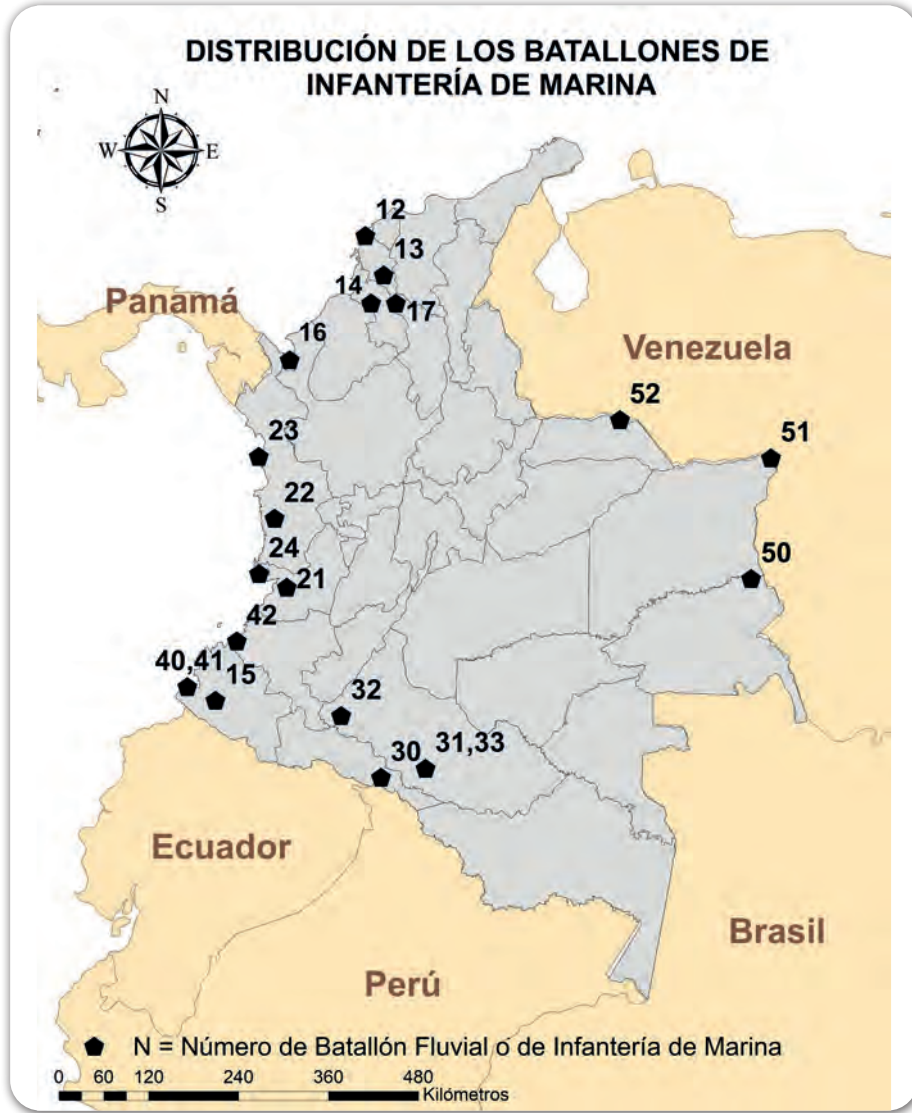 DISTRIBUCIÓN DE LOS BATALLONES DE
INFANTERÍA DE MARINA
N
W E
S
12
13
14
17
Panamá
16
Venezuela
52
51
23
22
50
24
21
42
40,41
15
32
31,33
30
Ecuador
Brasil
Perú
N = Número de Batallón Fluvial o de Infantería de Marina
0 60 120 240 360 480
Kilómetros